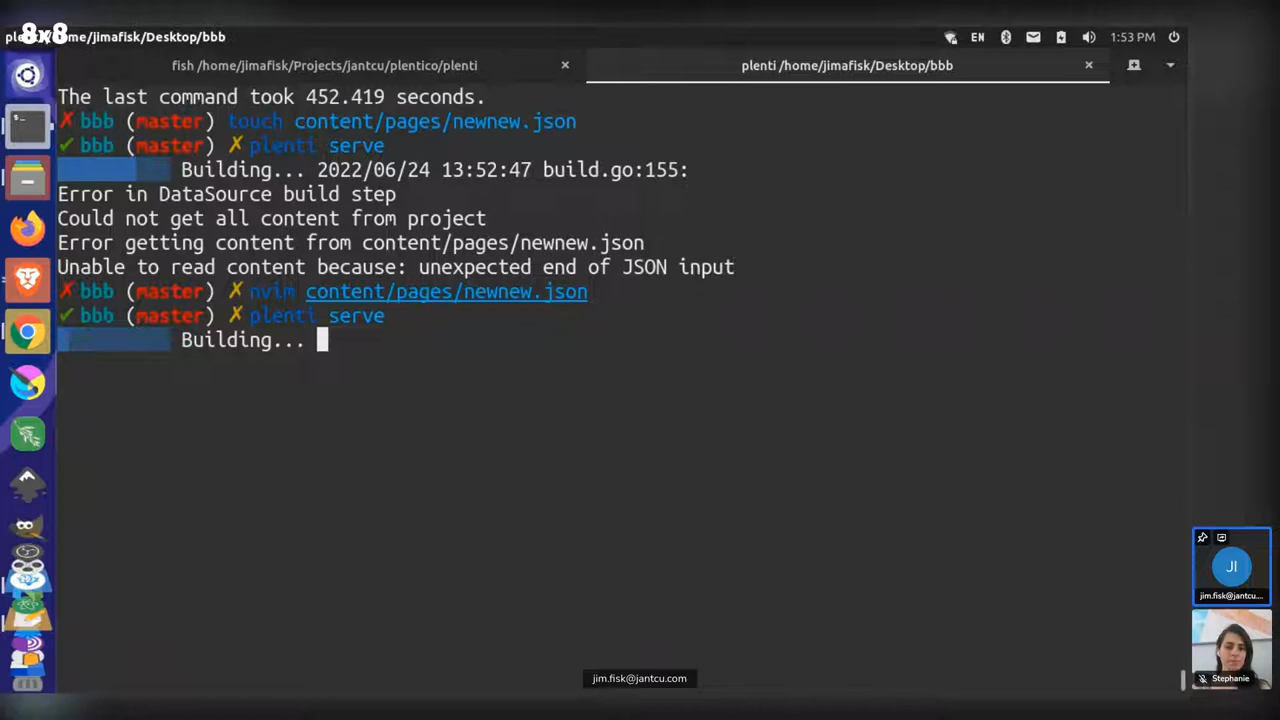 8x8
/home/jimafisk/Desktop/bbb
EN
1:53 PM
fish /home/jimafisk/Projects/jantcu/plentico/plenti
plenti /home/jimafisk/Desktop/bbb
The last command took 452.419 seconds.
✗ bbb (master) touch content/pages/newnew.json
✓ bbb (master) ✗ plenti serve
Building... 2022/06/24 13:52:47 build.go:155:
Error in DataSource build step
Could not get all content from project
Error getting content from content/pages/newnew.json
Unable to read content because: unexpected end of JSON input
✗ bbb (master) ✗ nvim content/pages/newnew.json
✓ bbb (master) ✗ plenti serve
Building...
JI
jim.fisk@jantcu....
Stephanie
jim.fisk@jantcu.com